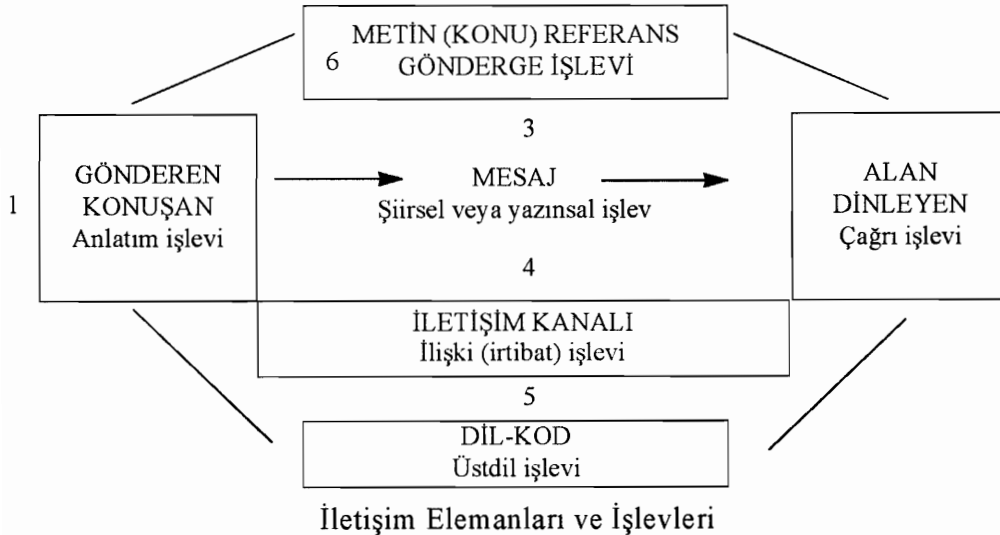 METİN (KONU) REFERANS
6 GÖNDERGE İŞLEVİ
3
1
GÖNDEREN
KONUŞAN
Anlatım işlevi
MESAJ
Şiirsel veya yazınsal işlev
ALAN
DİNLEYEN
Çağrı işlevi
4
İLETİŞİM KANALI
İlişki (irtibat) işlevi
5
DİL-KOD
Üstdil işlevi
İletişim Elemanları ve İşlevleri